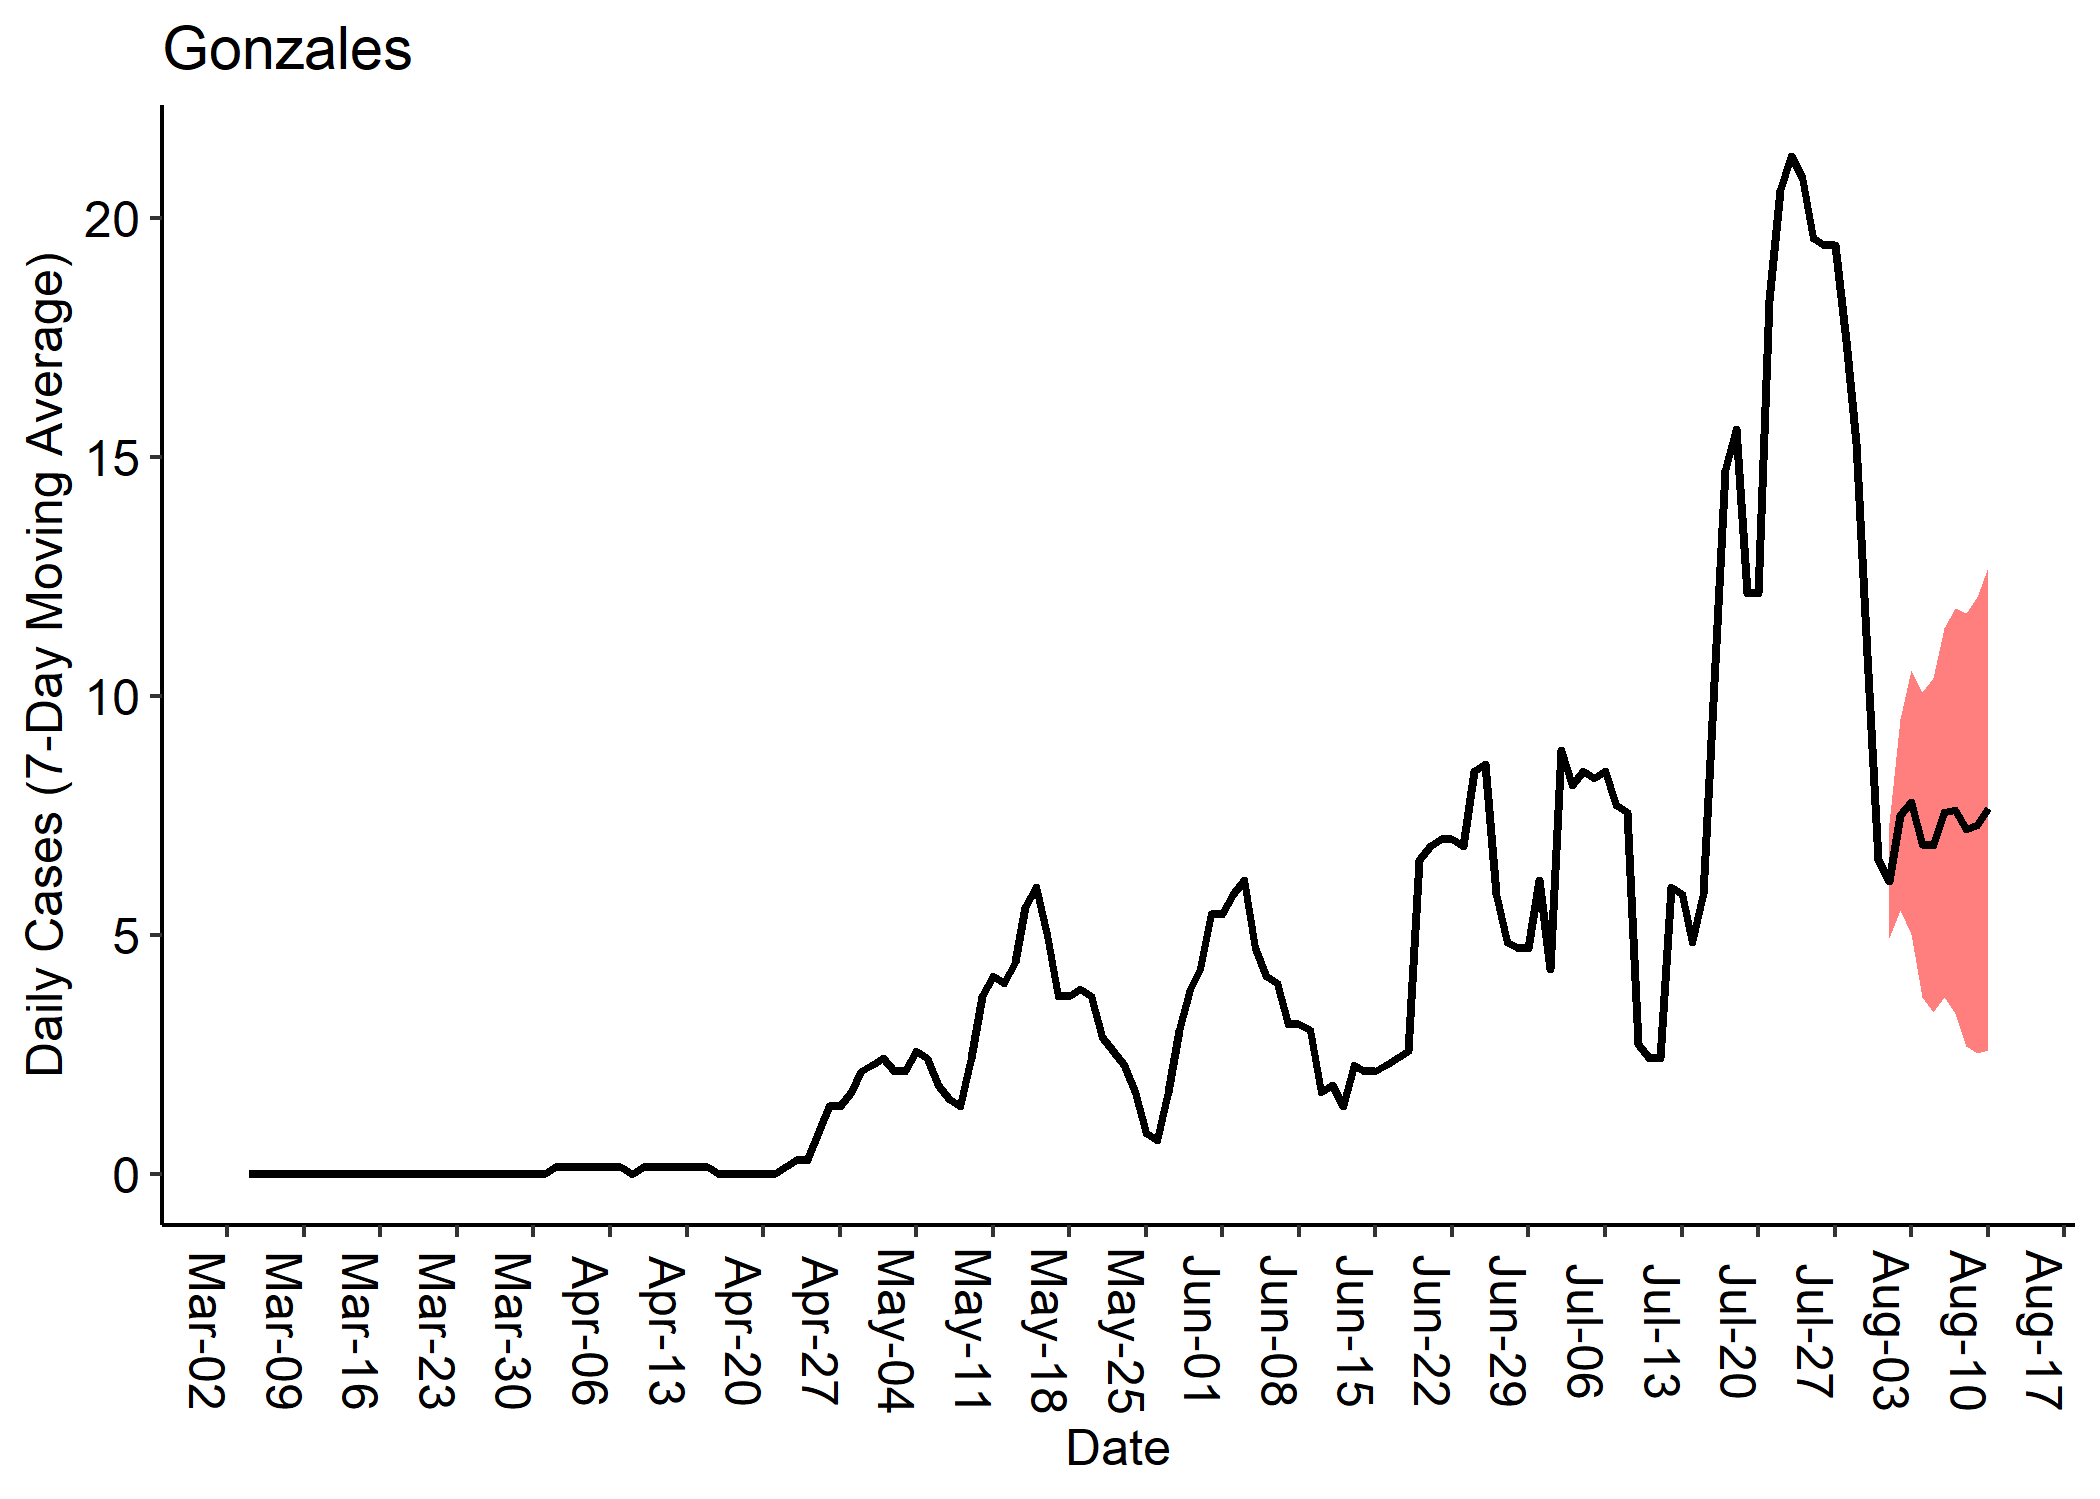 Gonzales
Daily Cases (7-Day Moving Average)
20
15
10
5
0
Mar-02
Mar-09
Mar-16
Mar-23
Mar-30
Apr-06
Apr-13
Apr-20
Apr-27
May-04
May-11
May-18
May-25
Jun-01
Jun-08
Jun-15
Jun-22
Jun-29
Jul-06
Jul-13
Jul-20
Jul-27
Aug-03
Aug-10
Aug-17
Date